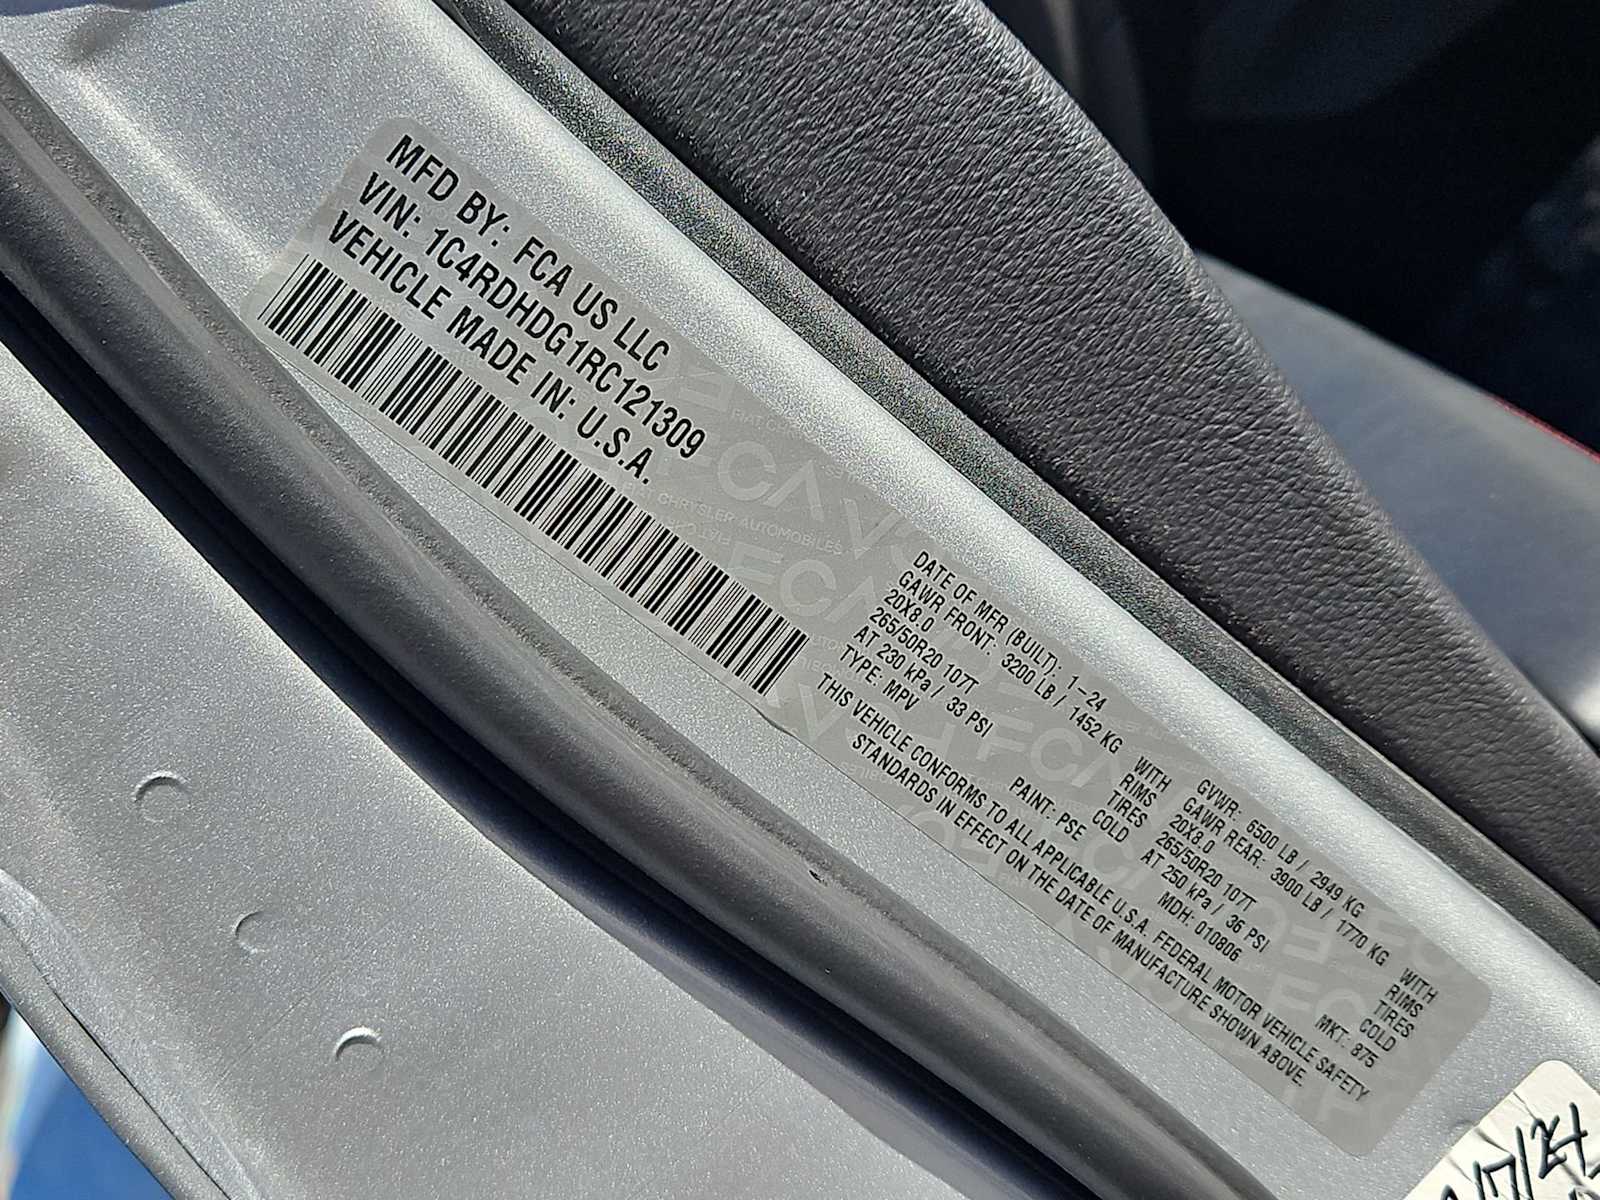 MFD BY: FCA US LLC
VIN: 1C4RDHDG1RC121309
VEHICLE MADE IN: U.S.A.
DATE OF MFR (BUILT): 1-24 GVWR: 6500 LB / 2949 KG
GAWR FRONT: 3200 LB / 1452 KG WITH GAWR REAR: 3900 LB / 1770 KG WITH
20X8.0 RIMS 20X8.0 RIMS
265/50R20 107T TIRES 265/50R20 107T TIRES
AT 230 kPa / 33 PSI COLD AT 250 kPa / 36 PSI COLD
TYPE: MPV PAINT: PSE MDH: 010806 MKT: 875
THIS VEHICLE CONFORMS TO ALL APPLICABLE U.S.A. FEDERAL MOTOR VEHICLE SAFETY
STANDARDS IN EFFECT ON THE DATE OF MANUFACTURE SHOWN ABOVE.
CHRYSLER AUTOMOBILES
FCA